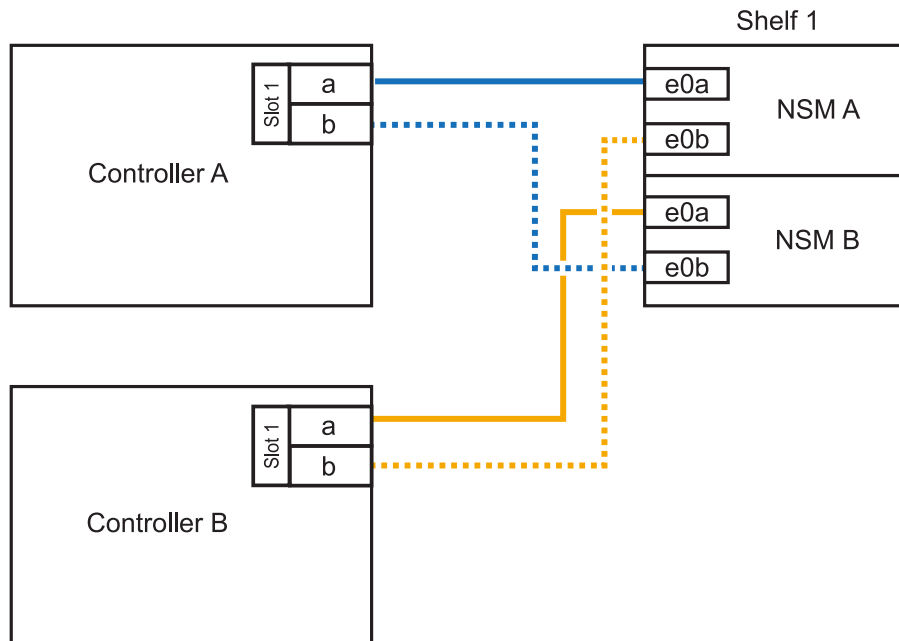 Shelf 1
Slot 1
a
b
Controller A
e0a
e0b
NSM A
e0a
e0b
NSM B
Slot 1
a
b
Controller B